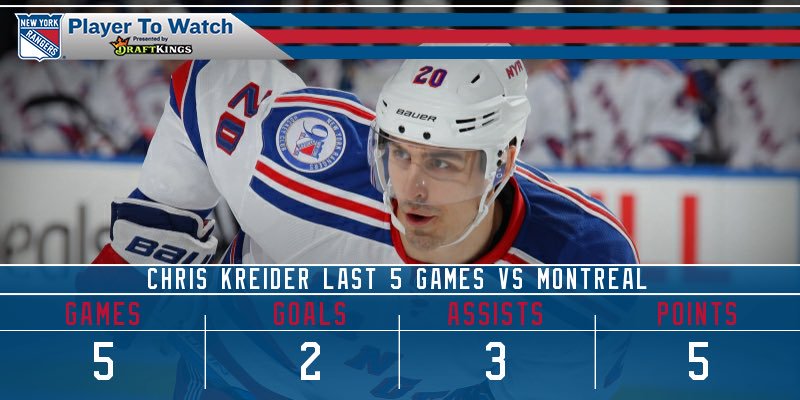 NEW YORK
RANGERS
Player To Watch
Presented by
DRAFTKINGS
20
NYR
BAUER
20
BAU
CHRIS KREIDER LAST 5 GAMES VS MONTREAL
GAMES GOALS ASSISTS POINTS
5 2 3 5